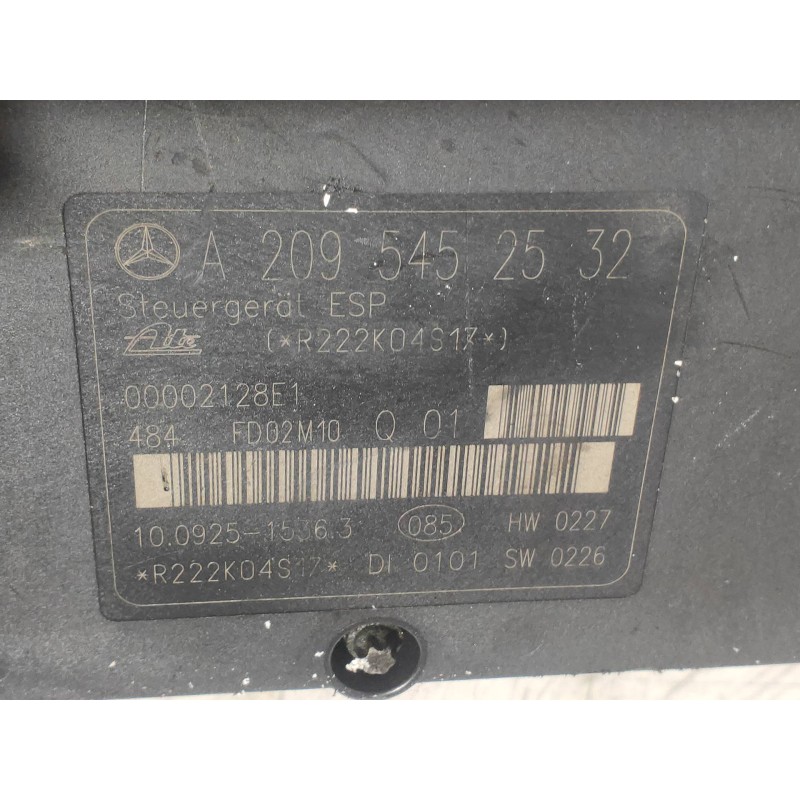 A 209 545 25 32
Steuergerät ESP
Ate (*R222K04S17*)
00002128E1
484 FD02M10 Q 01
10.0925-1536.3 085 HW 0227
*R222K04S17* DI 0101 SW 0226